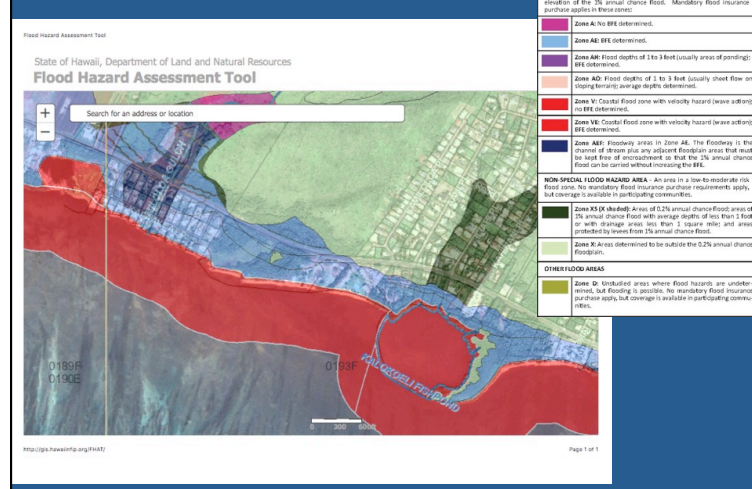 elevation of the 1% annual chance flood. Mandatory flood insurance
purchase applies in these zones:
Zone A: No BFE determined.
Zone AE: BFE determined.
Zone AH: Flood depths of 1 to 3 feet (usually areas of ponding);
BFE determined.
Zone AO: Flood depths of 1 to 3 feet (usually sheet flow on
sloping terrain); average depths determined.
Zone V: Coastal flood zone with velocity hazard (wave action);
no BFE determined.
Zone VE: Coastal flood zone with velocity hazard (wave action);
BFE determined.
Zone AEF: Floodway areas in Zone AE. The floodway is the
channel of stream plus any adjacent floodplain areas that must
be kept free of encroachment so that the 1% annual chance
flood can be carried without increasing the BFE.
NON-SPECIAL FLOOD HAZARD AREA - An area in a low-to-moderate risk
flood zone. No mandatory flood insurance purchase requirements apply,
but coverage is available in participating communities.
Zone XS (X shaded): Areas of 0.2% annual chance flood; areas of
1% annual chance flood with average depths of less than 1 foot
or with drainage areas less than 1 square mile; and areas
protected by levees from 1% annual chance flood.
Zone X: Areas determined to be outside the 0.2% annual chance
floodplain.
OTHER FLOOD AREAS
Zone D: Unstudied areas where flood hazards are undeter-
mined, but flooding is possible. No mandatory flood insurance
purchase apply, but coverage is available in participating commu-
nities.
Flood Hazard Assessment Tool
State of Hawaii, Department of Land and Natural Resources
Flood Hazard Assessment Tool
+
Search for an address or location
−
0189F
0190E
0193F
KALOKOELI FISHPOND
0 300 600ft
http://gis.hawaiinfip.org/FHAT/
Page 1 of 1